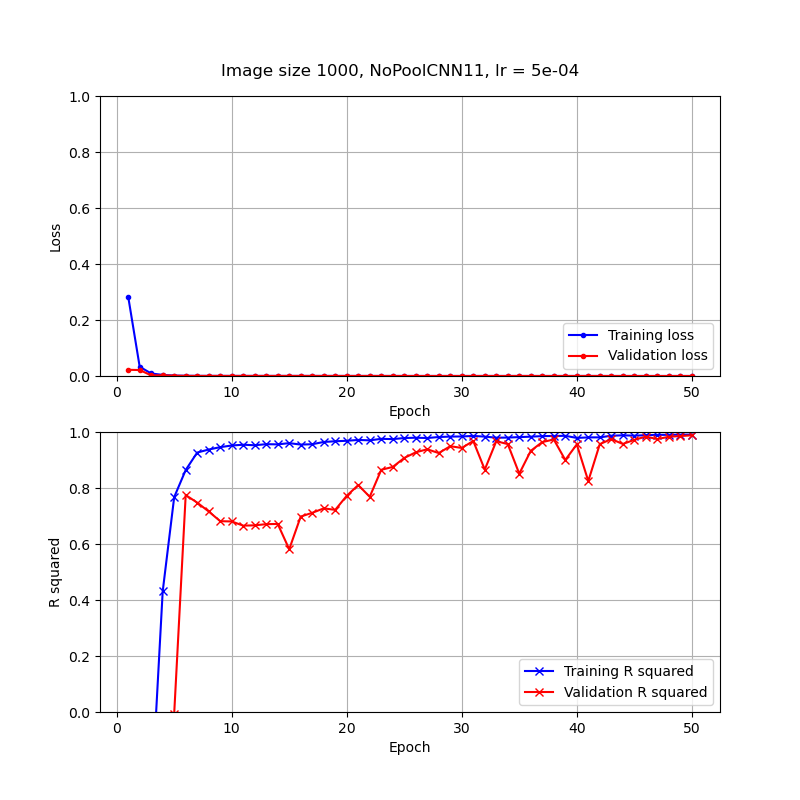 Image size 1000, NoPoolCNN11, lr = 5e-04
1.0
0.8
0.6
0.4
0.2
0.0
Loss
Training loss
Validation loss
0 10 20 30 40 50
Epoch
1.0
0.8
0.6
0.4
0.2
0.0
R squared
Training R squared
Validation R squared
0 10 20 30 40 50
Epoch